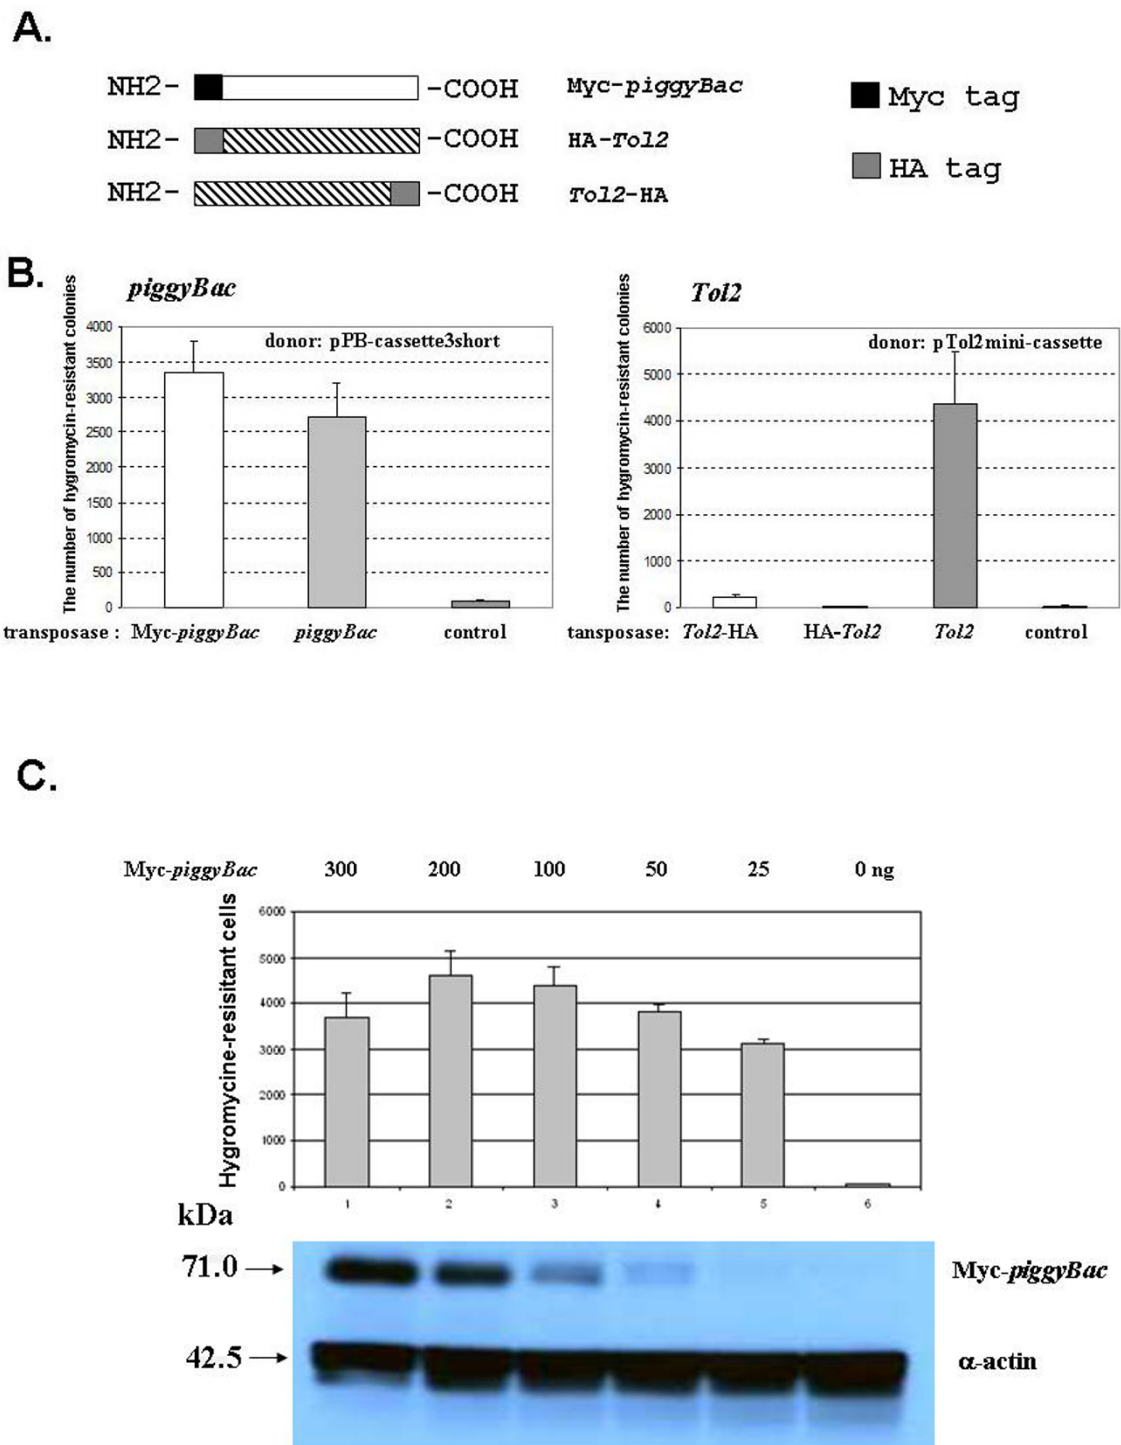 A.
NH2- -COOH Myc-piggyBac
NH2- -COOH HA-Tol2
NH2- -COOH Tol2-HA
Myc tag
HA tag
B.
piggyBac
The number of hygromycin-resistant colonies
donor: pPB-cassette3short
4000
3500
3000
2500
2000
1500
1000
500
0
transposase : Myc-piggyBac piggyBac control
Tol2
The number of hygromycin-resistant colonies
donor: pTol2mini-cassette
6000
5000
4000
3000
2000
1000
0
tansposase: Tol2-HA HA-Tol2 Tol2 control
C.
Myc-piggyBac 300 200 100 50 25 0 ng
Hygromycine-resisitant cells
6000
5000
4000
3000
2000
1000
0
1 2 3 4 5 6
kDa
71.0 Myc-piggyBac
42.5 α-actin